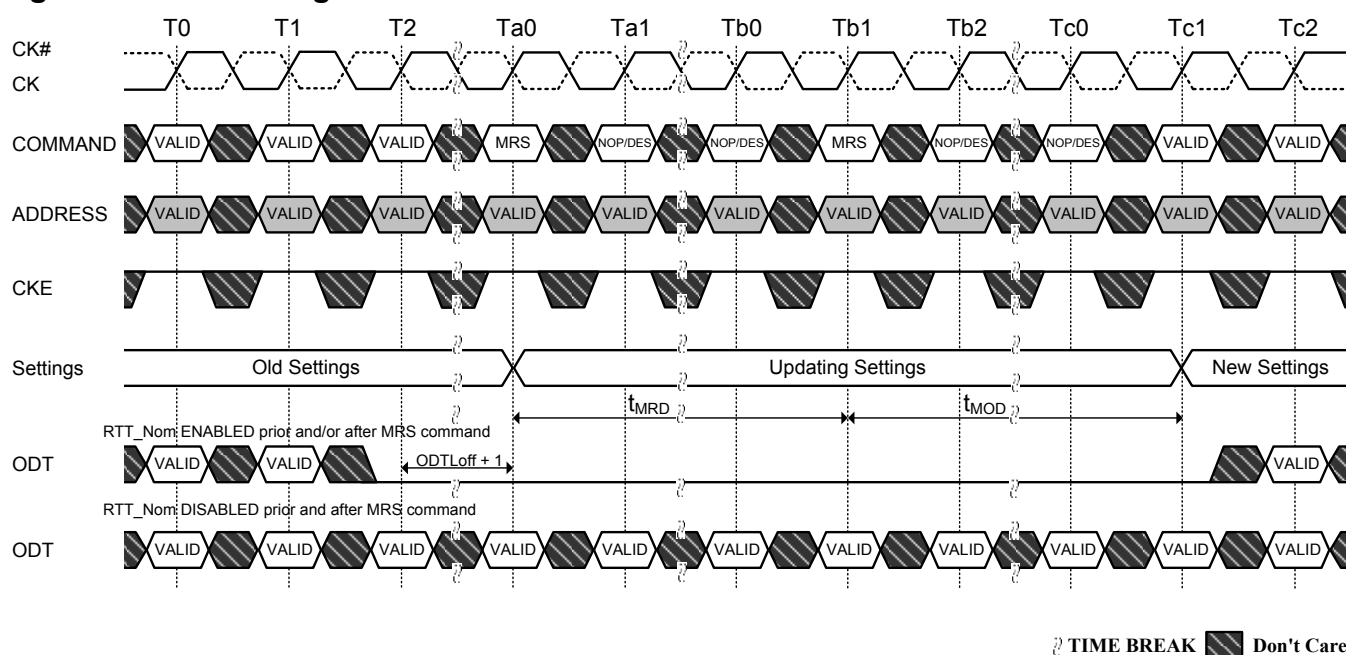 T0 T1 T2 Ta0 Ta1 Tb0 Tb1 Tb2 Tc0 Tc1 Tc2
CK#
CK
COMMAND VALID VALID VALID MRS NOP/DES NOP/DES MRS NOP/DES NOP/DES VALID VALID
ADDRESS VALID VALID VALID VALID VALID VALID VALID VALID VALID VALID VALID
CKE
Settings Old Settings Updating Settings New Settings
tMRD tMOD
RTT_Nom ENABLED prior and/or after MRS command
ODT VALID VALID ODTLoff + 1 VALID
RTT_Nom DISABLED prior and after MRS command
ODT VALID VALID VALID VALID VALID VALID VALID VALID VALID VALID VALID
TIME BREAK Don't Care